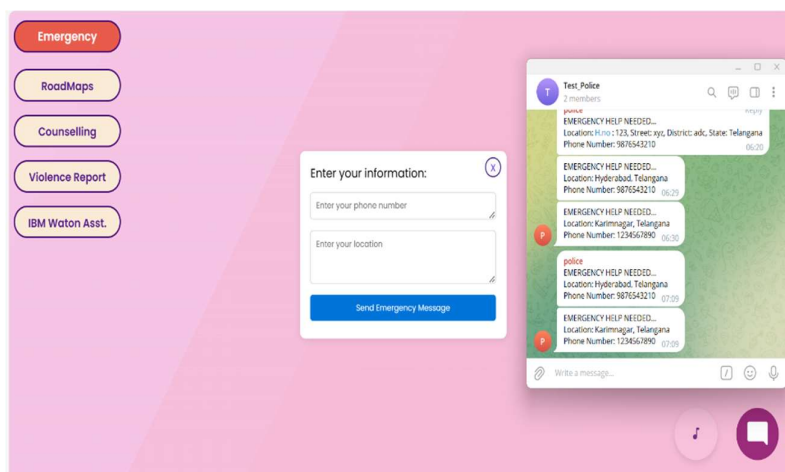 Emergency
RoadMaps
Counselling
Violence Report
IBM Waton Asst.
Enter your information:
X
Enter your phone number
Enter your location
Send Emergency Message
T
Test_Police
2 members
police
Reply
EMERGENCY HELP NEEDED...
Location: H.no : 123, Street: xyz, District: adc, State: Telangana
Phone Number: 9876543210
06:20
EMERGENCY HELP NEEDED...
Location: Hyderabad, Telangana
Phone Number: 9876543210 06:29
EMERGENCY HELP NEEDED...
Location: Karimnagar, Telangana
Phone Number: 1234567890 06:30
P
police
EMERGENCY HELP NEEDED...
Location: Hyderabad, Telangana
Phone Number: 9876543210 07:09
EMERGENCY HELP NEEDED...
Location: Karimnagar, Telangana
Phone Number: 1234567890 07:09
P
Write a message...